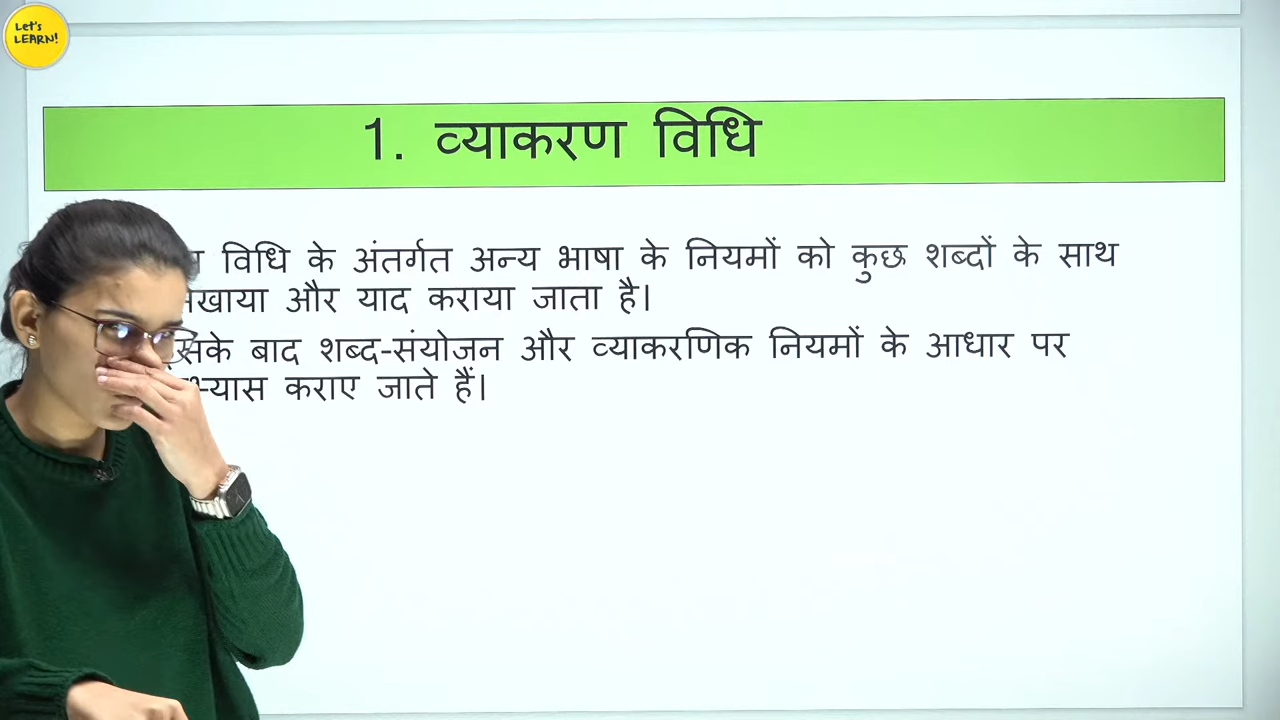 Let's
LEARN!
1. व्याकरण विधि
विधि के अंतर्गत अन्य भाषा के नियमों को कुछ शब्दों के साथ
और याद कराया जाता है।
बाद शब्द-संयोजन और व्याकरणिक नियमों के आधार पर
कराए जाते हैं।